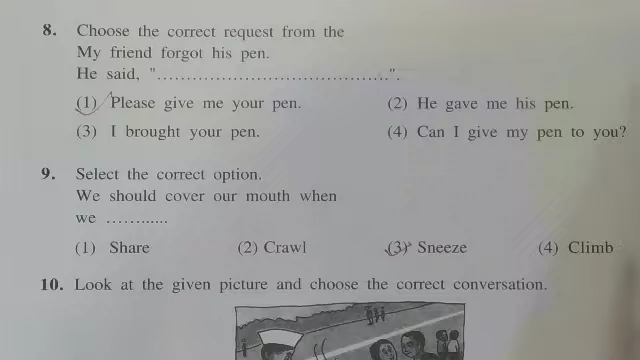 8. Choose the correct request from the
My friend forgot his pen.
He said, "........................................".
(1) Please give me your pen. (2) He gave me his pen.
(3) I brought your pen. (4) Can I give my pen to you?
9. Select the correct option.
We should cover our mouth when
we ............
(1) Share (2) Crawl (3) Sneeze (4) Climb
10. Look at the given picture and choose the correct conversation.